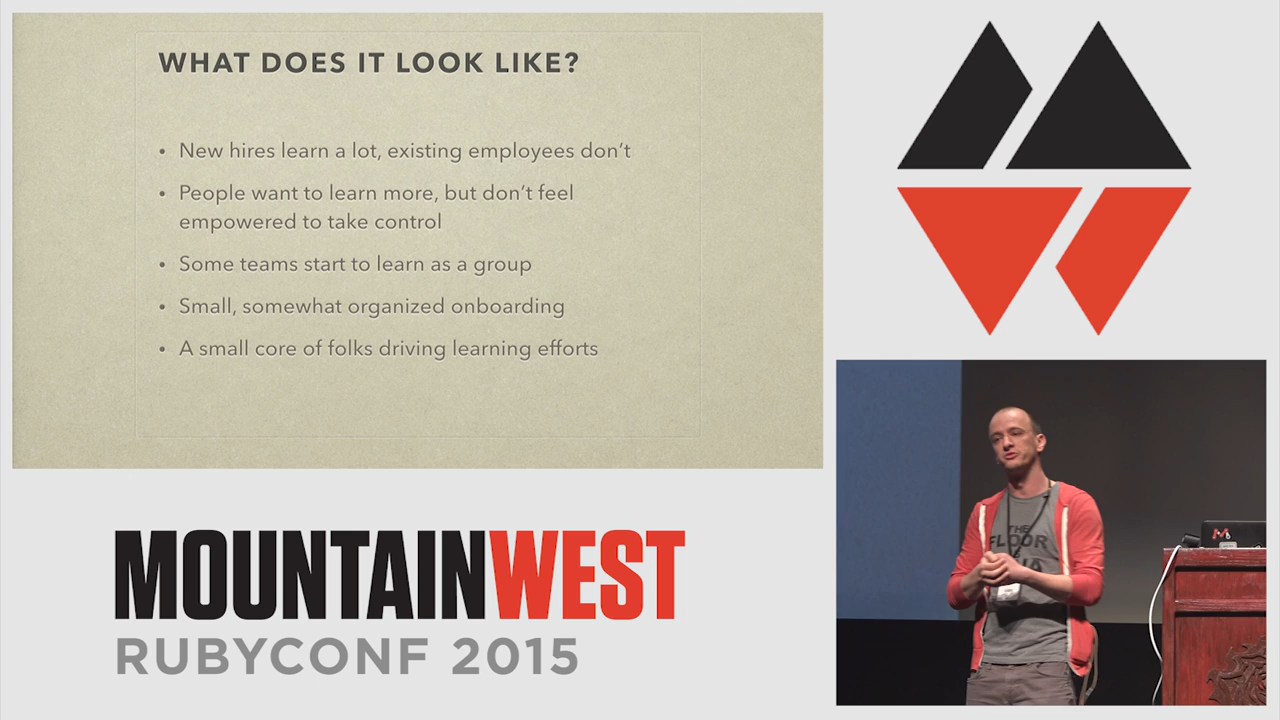 WHAT DOES IT LOOK LIKE?
• New hires learn a lot, existing employees don't
• People want to learn more, but don't feel
empowered to take control
• Some teams start to learn as a group
• Small, somewhat organized onboarding
• A small core of folks driving learning efforts
MOUNTAINWEST
RUBYCONF 2015
THE
FLOOR